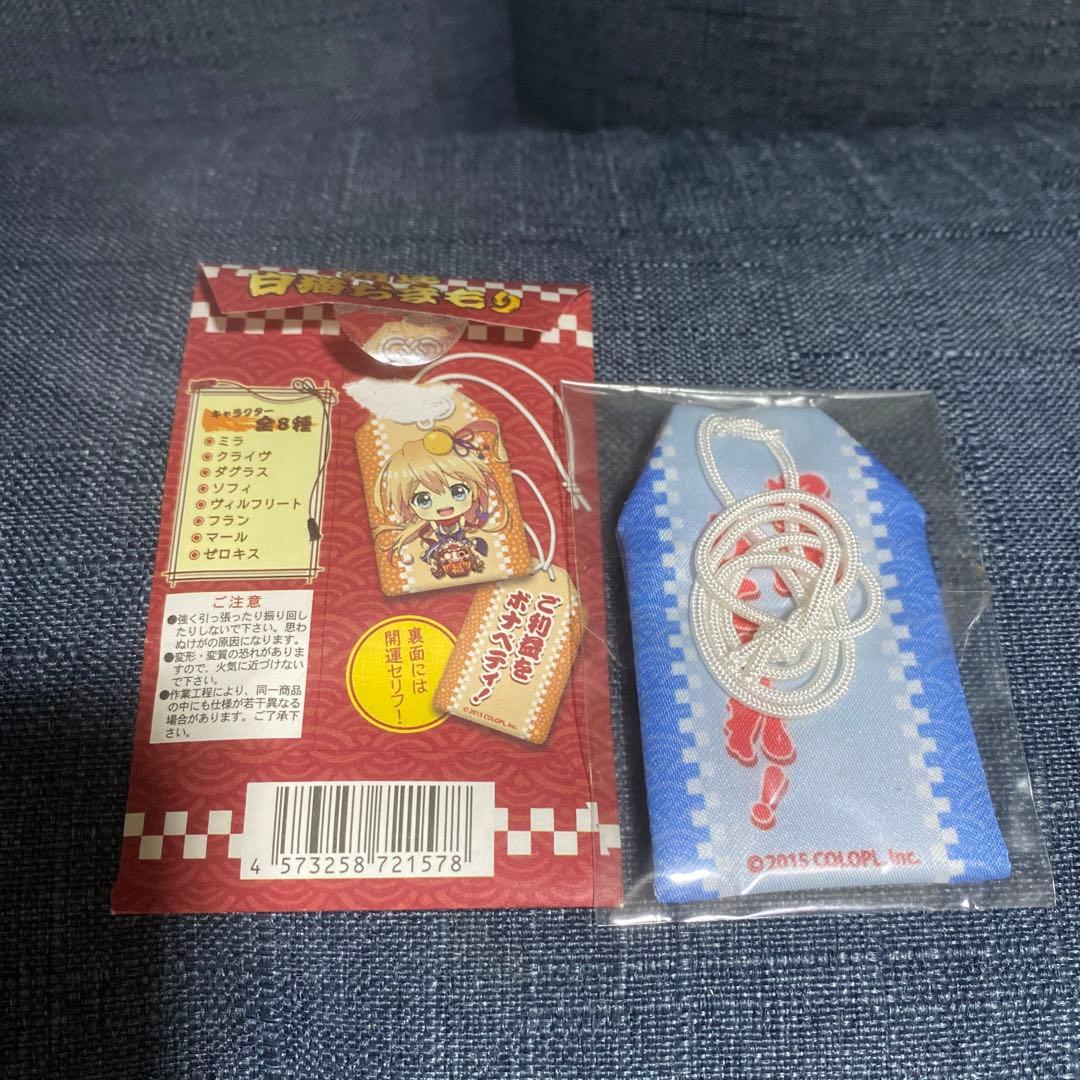 白猫おまもり
キャラクター
全8種
ミラ
クライヴ
ダグラス
ソフィ
ヴィルフリート
フラン
マール
ゼロキス
ご注意
●強く引っ張ったり振り回し
たりしないで下さい。思わ
ぬけがの原因になります。
●変形・変質の恐れがありま
すので、火気に近づけない
で下さい。
●作業工程により、同一商品
の中にも仕様が若干異なる
場合があります。ご了承下
さい。
裏面には
開運セリフ!
ご利益を
ボナペティ!
©2015 COLOPL, Inc.
4 573258 721578
©2015 COLOPL, Inc.